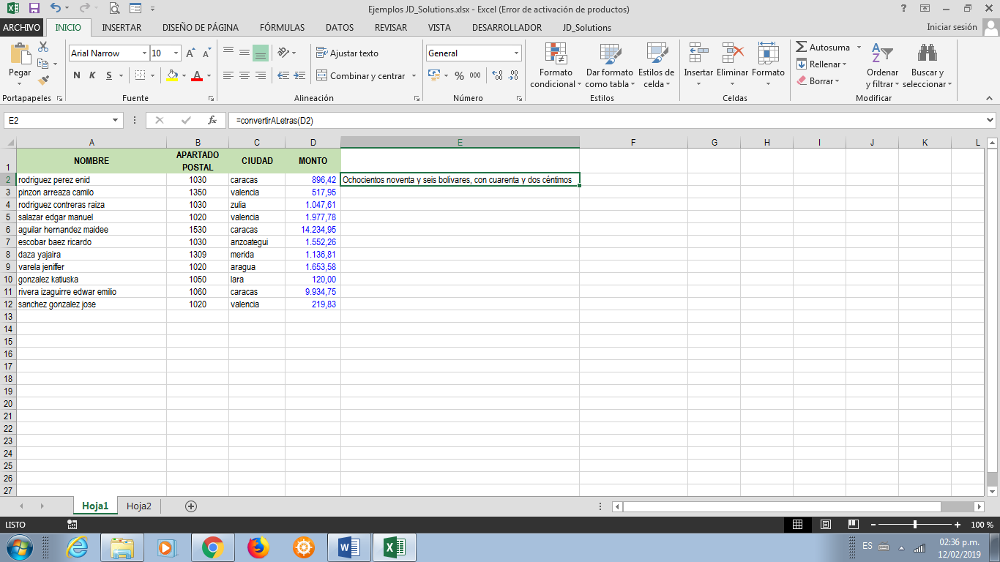 Ejemplos JD_Solutions.xlsx - Excel (Error de activación de productos)
ARCHIVO INICIO INSERTAR DISEÑO DE PÁGINA FÓRMULAS DATOS REVISAR VISTA DESARROLLADOR JD_Solutions Iniciar sesión
Pegar
Arial Narrow 10
N K S
Ajustar texto
Combinar y centrar
General
% 000
Formato condicional
Dar formato como tabla
Estilos de celda
Insertar Eliminar Formato
Autosuma
Rellenar
Borrar
Ordenar y filtrar
Buscar y seleccionar
Portapapeles Fuente Alineación Número Estilos Celdas Modificar
E2 fx =convertirALetras(D2)
A B C D E F G H I J K L
1 NOMBRE APARTADO POSTAL CIUDAD MONTO
2 rodriguez perez enid 1030 caracas 896,42 Ochocientos noventa y seis bolívares, con cuarenta y dos céntimos
3 pinzon arreaza camilo 1350 valencia 517,95
4 rodriguez contreras raiza 1030 zulia 1.047,61
5 salazar edgar manuel 1020 valencia 1.977,78
6 aguilar hernandez maidee 1530 caracas 14.234,95
7 escobar baez ricardo 1030 anzoategui 1.552,26
8 daza yajaira 1309 merida 1.136,81
9 varela jeniffer 1020 aragua 1.653,58
10 gonzalez katiuska 1050 lara 120,00
11 rivera izaguirre edwar emilio 1060 caracas 9.934,75
12 sanchez gonzalez jose 1020 valencia 219,83
13
14
15
16
17
18
19
20
21
22
23
24
25
26
27
Hoja1 Hoja2
LISTO 100 %
ES 02:36 p.m.
12/02/2019